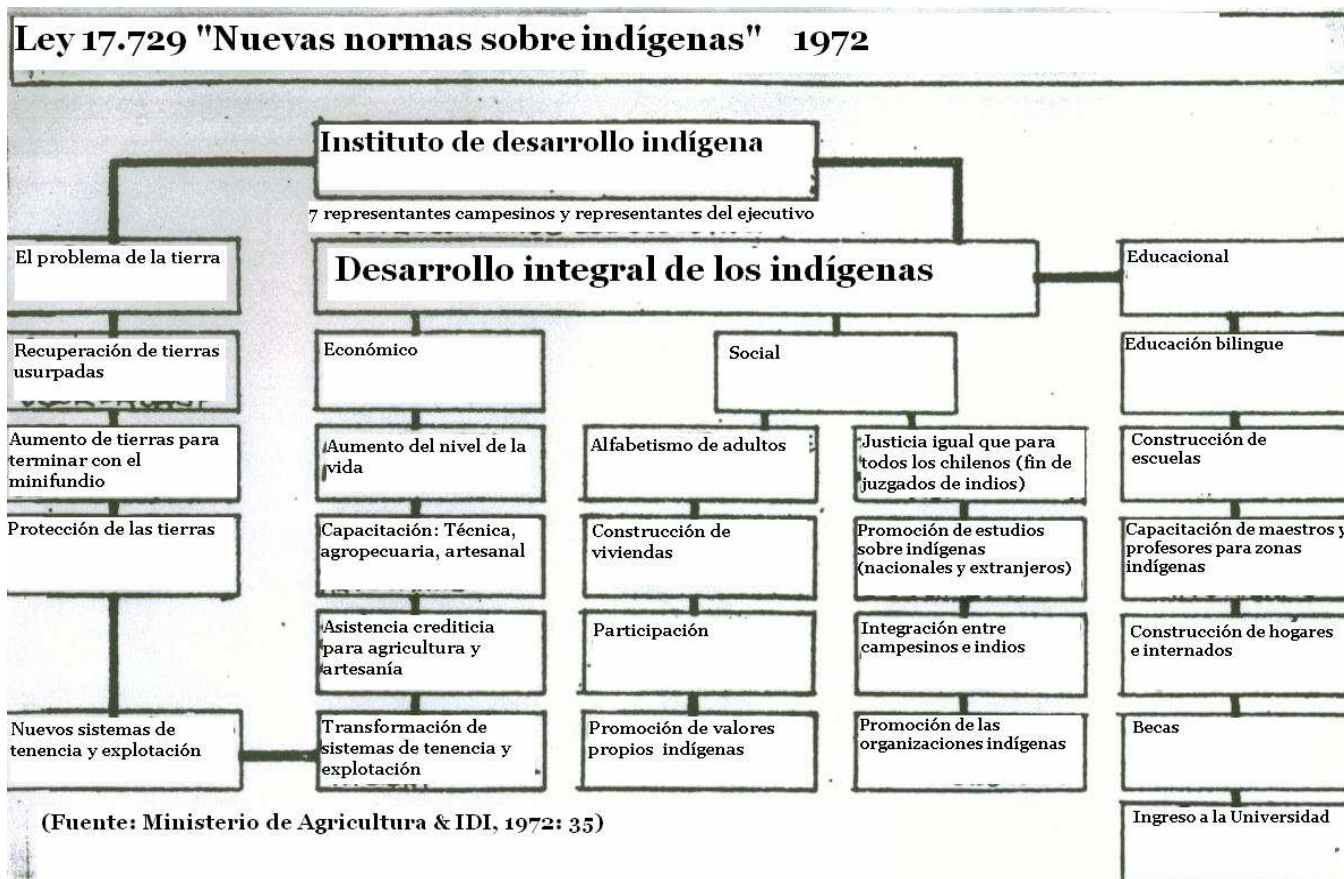 Ley 17.729 "Nuevas normas sobre indígenas" 1972
Instituto de desarrollo indígena
7 representantes campesinos y representantes del ejecutivo
El problema de la tierra
Recuperación de tierras
usurpadas
Aumento de tierras para
terminar con el
minifundio
Protección de las tierras
Nuevos sistemas de
tenencia y explotación
Desarrollo integral de los indígenas
Económico
Aumento del nivel de la
vida
Capacitación: Técnica,
agropecuaria, artesanal
Asistencia crediticia
para agricultura y
artesanía
Transformación de
sistemas de tenencia y
explotación
Social
Alfabetismo de adultos
Construcción de
viviendas
Participación
Promoción de valores
propios indígenas
Justicia igual que para
todos los chilenos (fin de
juzgados de indios)
Promoción de estudios
sobre indígenas
(nacionales y extranjeros)
Integración entre
campesinos e indios
Promoción de las
organizaciones indígenas
Educacional
Educación bilingue
Construcción de
escuelas
Capacitación de maestros y
profesores para zonas
indígenas
Construcción de hogares
e internados
Becas
Ingreso a la Universidad
(Fuente: Ministerio de Agricultura & IDI, 1972: 35)